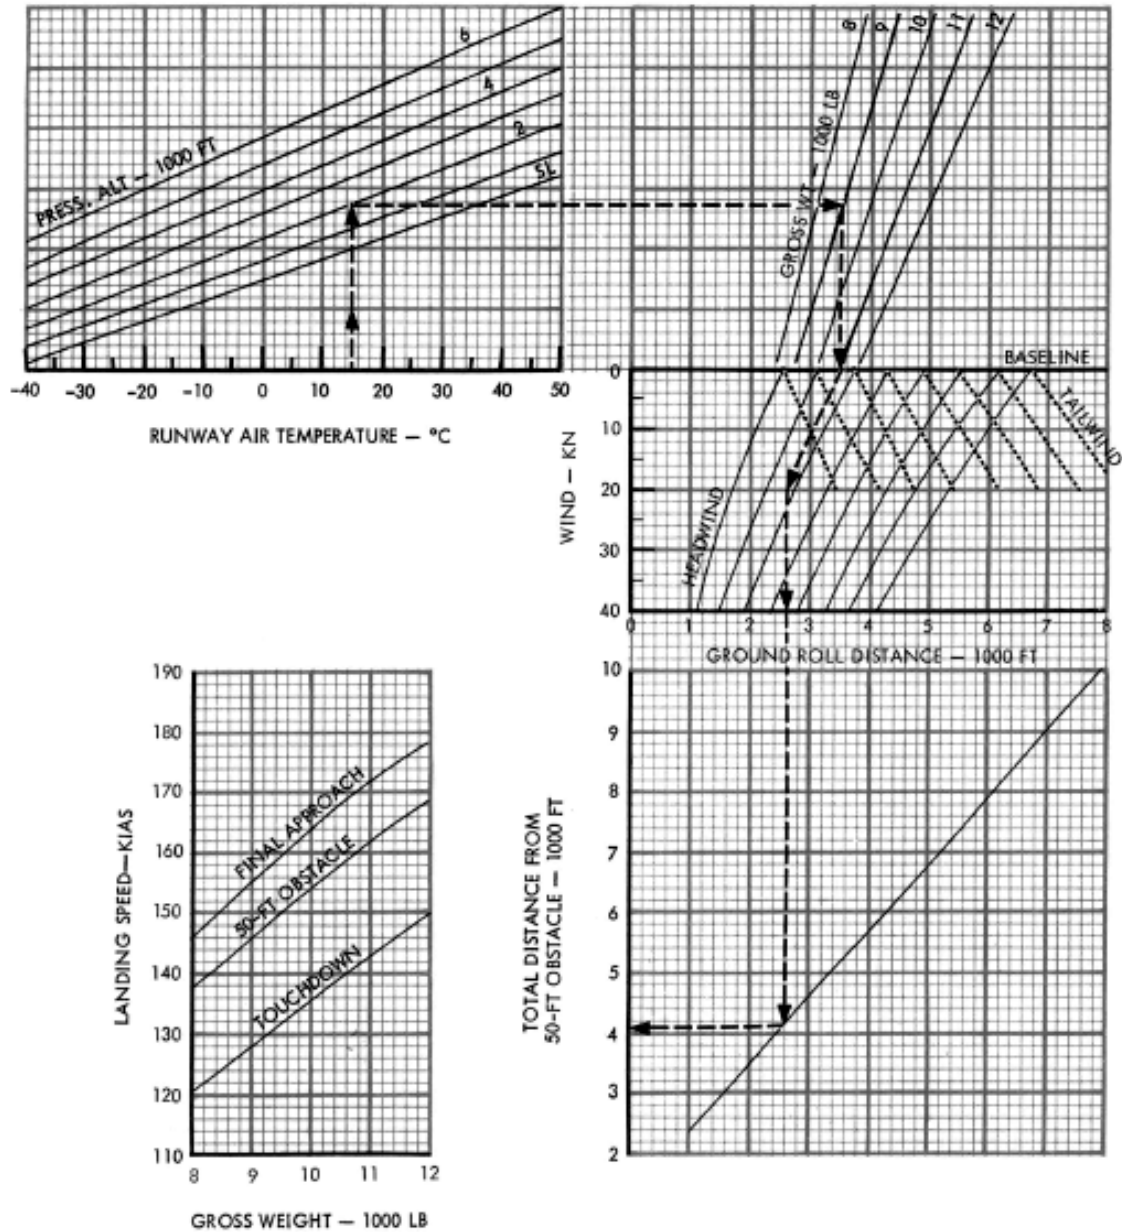 6
4
2
SL
PRESS. ALT — 1000 FT
-40 -30 -20 -10 0 10 20 30 40 50
RUNWAY AIR TEMPERATURE — °C
8 9 10 11 12
GROSS WT — 1000 LB
BASELINE
TAILWIND
HEADWIND
0
10
20
30
40
WIND — KN
0 1 2 3 4 5 6 7 8
GROUND ROLL DISTANCE — 1000 FT
190
180
170
160
150
140
130
120
110
LANDING SPEED—KIAS
FINAL APPROACH
50-FT OBSTACLE
TOUCHDOWN
8 9 10 11 12
GROSS WEIGHT — 1000 LB
10
9
8
7
6
5
4
3
2
TOTAL DISTANCE FROM
50-FT OBSTACLE — 1000 FT